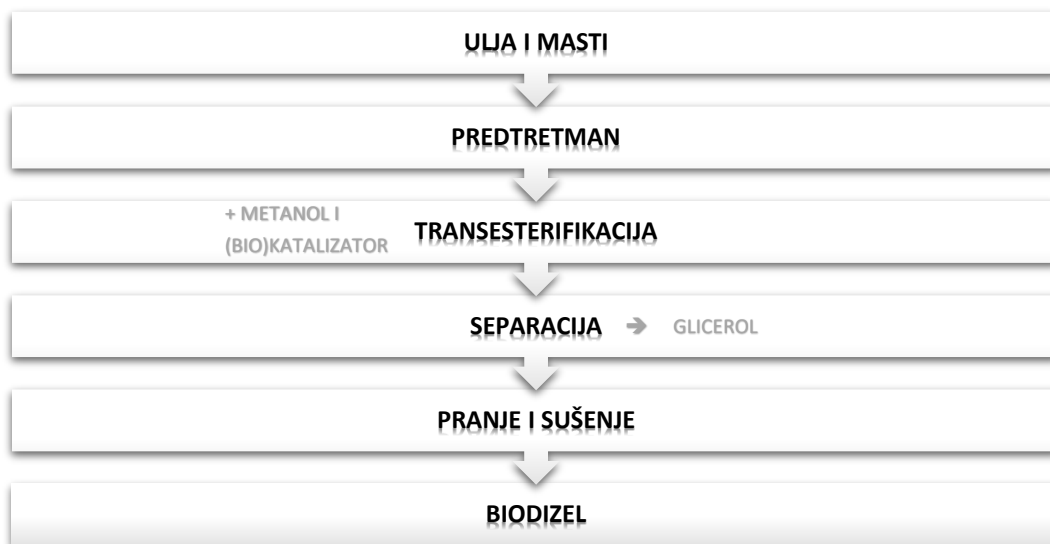 ULJA I MASTI
PREDTRETMAN
+ METANOL I
(BIO)KATALIZATOR
TRANSESTERIFIKACIJA
SEPARACIJA ➔ GLICEROL
PRANJE I SUŠENJE
BIODIZEL